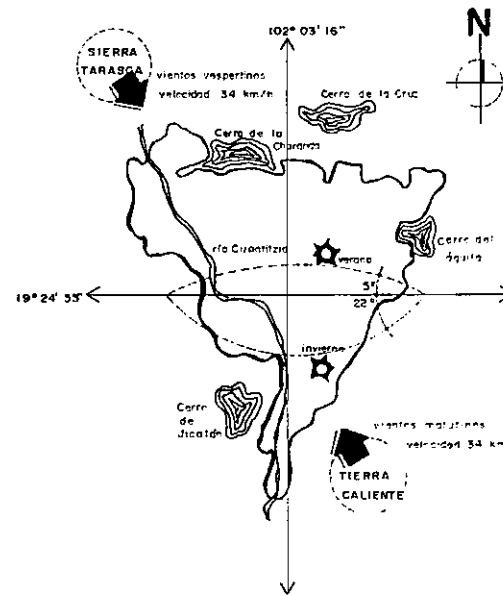 N
SIERRA
TARASCA
102° 03' 16"
vientos vespertinos
velocidad 34 km/h
Cerro de la Cruz
Cerro de la
Charanda
Cerro del
águila
río Cupatitzio
verano
19° 24' 55"
5°
22°
invierno
Cerro
de
Jicalán
vientos matutinos
velocidad 34 km/h
TIERRA
CALIENTE